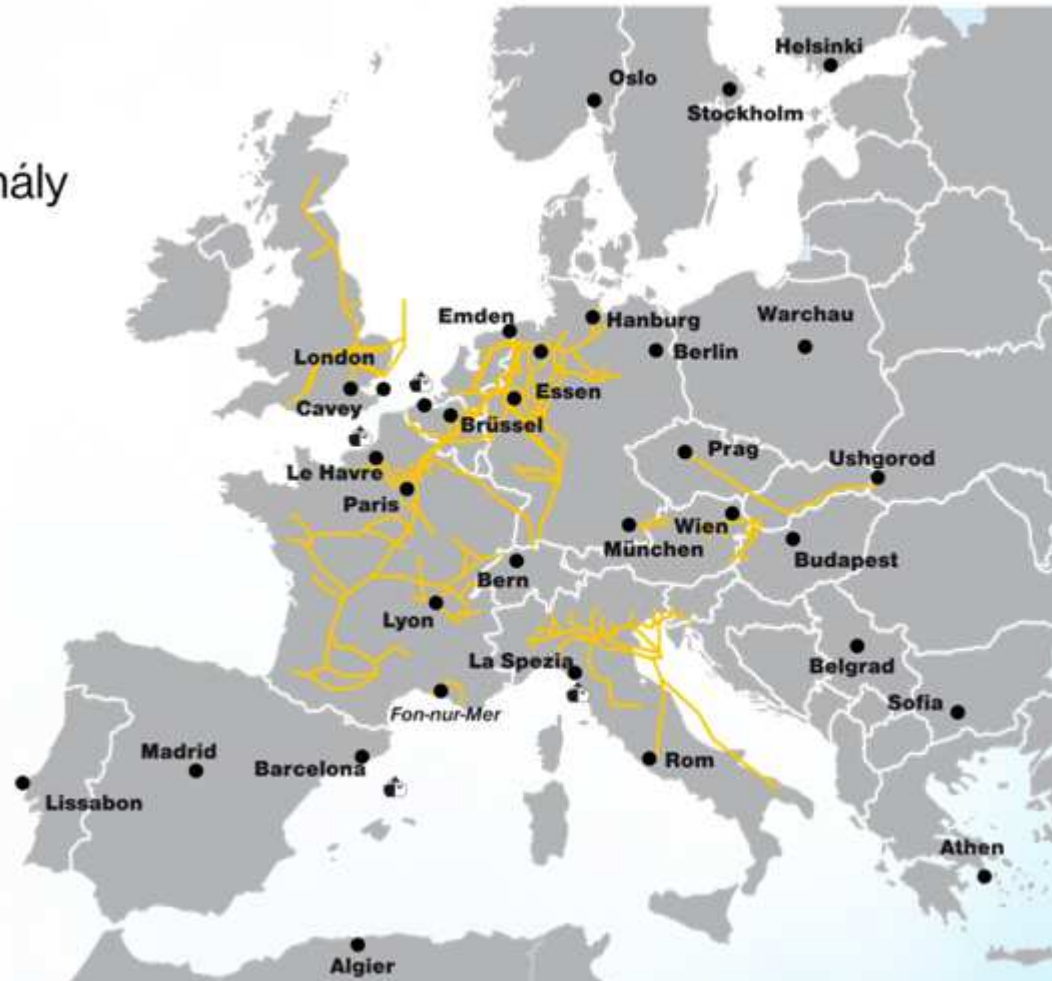 Helsinki
Oslo
Stockholm
nály
Emden
Hanburg
Warchau
London
Berlin
Essen
Cavey
Brüssel
Prag
Ushgorod
Le Havre
Paris
Wien
München
Budapest
Bern
Lyon
La Spezia
Belgrad
Sofia
Fon-nur-Mer
Madrid
Barcelona
Rom
Lissabon
Athen
Algier